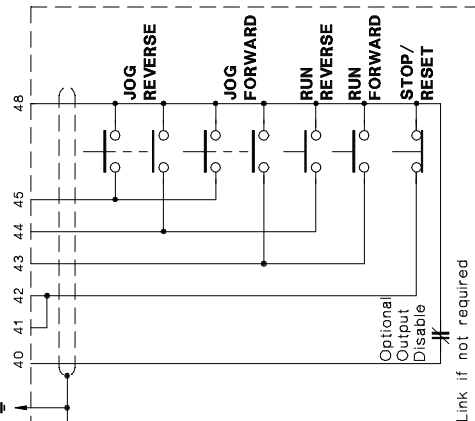 JOG
REVERSE
JOG
FORWARD
RUN
REVERSE
RUN
FORWARD
STOP/
RESET
48
45
44
43
42
41
40
Optional
Output
Disable
Link if not required